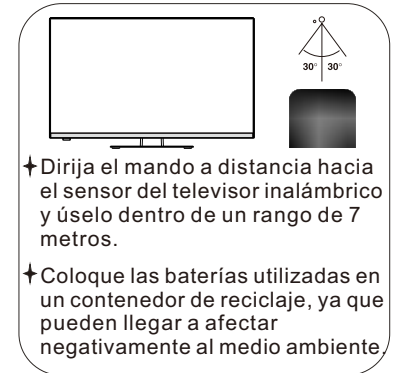 30° 30°
Dirija el mando a distancia hacia
el sensor del televisor inalámbrico
y úselo dentro de un rango de 7
metros.
Coloque las baterías utilizadas en
un contenedor de reciclaje, ya que
pueden llegar a afectar
negativamente al medio ambiente.